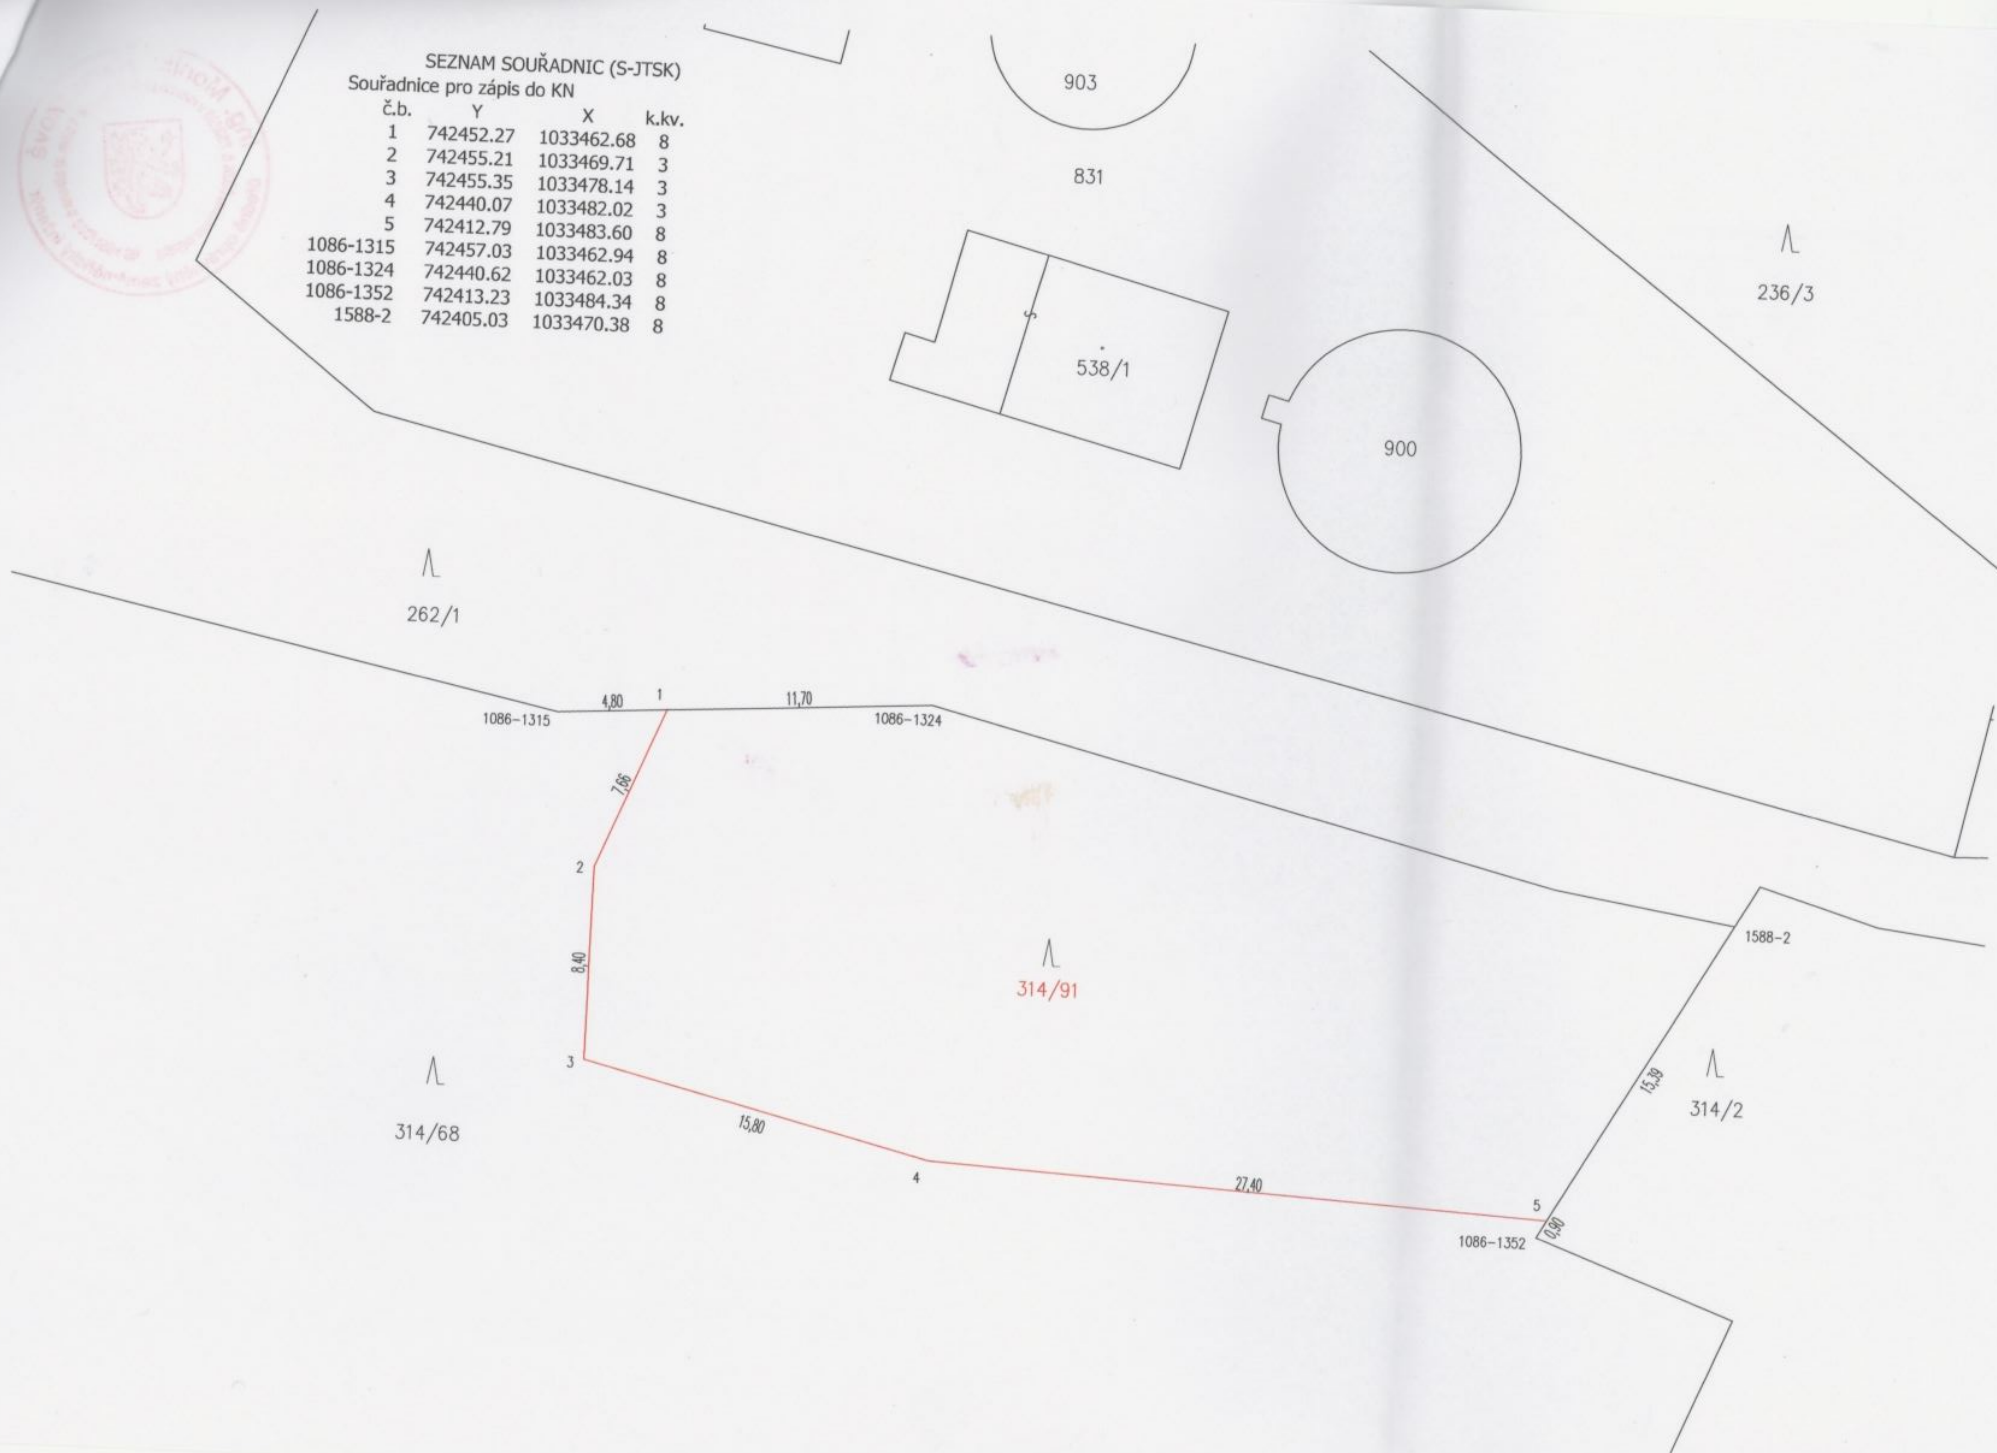 SEZNAM SOUŘADNIC (S-JTSK)
Souřadnice pro zápis do KN
č.b. Y X k.kv.
1 742452.27 1033462.68 8
2 742455.21 1033469.71 3
3 742455.35 1033478.14 3
4 742440.07 1033482.02 3
5 742412.79 1033483.60 8
1086-1315 742457.03 1033462.94 8
1086-1324 742440.62 1033462.03 8
1086-1352 742413.23 1033484.34 8
1588-2 742405.03 1033470.38 8
903
831
236/3
538/1
900
262/1
4,80
1
11,70
1086-1315
1086-1324
7,66
2
1588-2
8,40
314/91
3
15,39
314/2
314/68
15,80
4
27,40
5
0,90
1086-1352